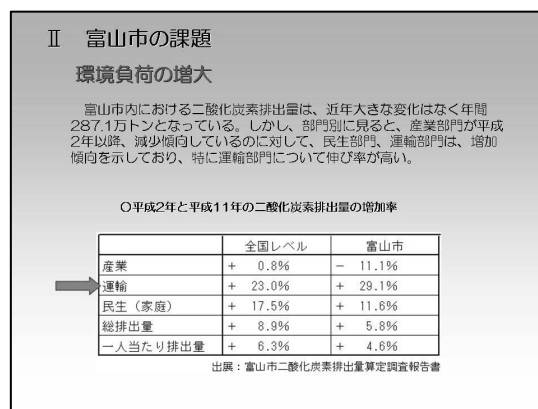 Ⅱ 富山市の課題
環境負荷の増大
富山市内における二酸化炭素排出量は、近年大きな変化はなく年間
287.1万トンとなっている。しかし、部門別に見ると、産業部門が平成
2年以降、減少傾向しているのに対して、民生部門、運輸部門は、増加
傾向を示しており、特に運輸部門について伸び率が高い。
○平成2年と平成11年の二酸化炭素排出量の増加率
全国レベル 富山市
産業 + 0.8% − 11.1%
運輸 + 23.0% + 29.1%
民生（家庭） + 17.5% + 11.6%
総排出量 + 8.9% + 5.8%
一人当たり排出量 + 6.3% + 4.6%
出展：富山市二酸化炭素排出量算定調査報告書